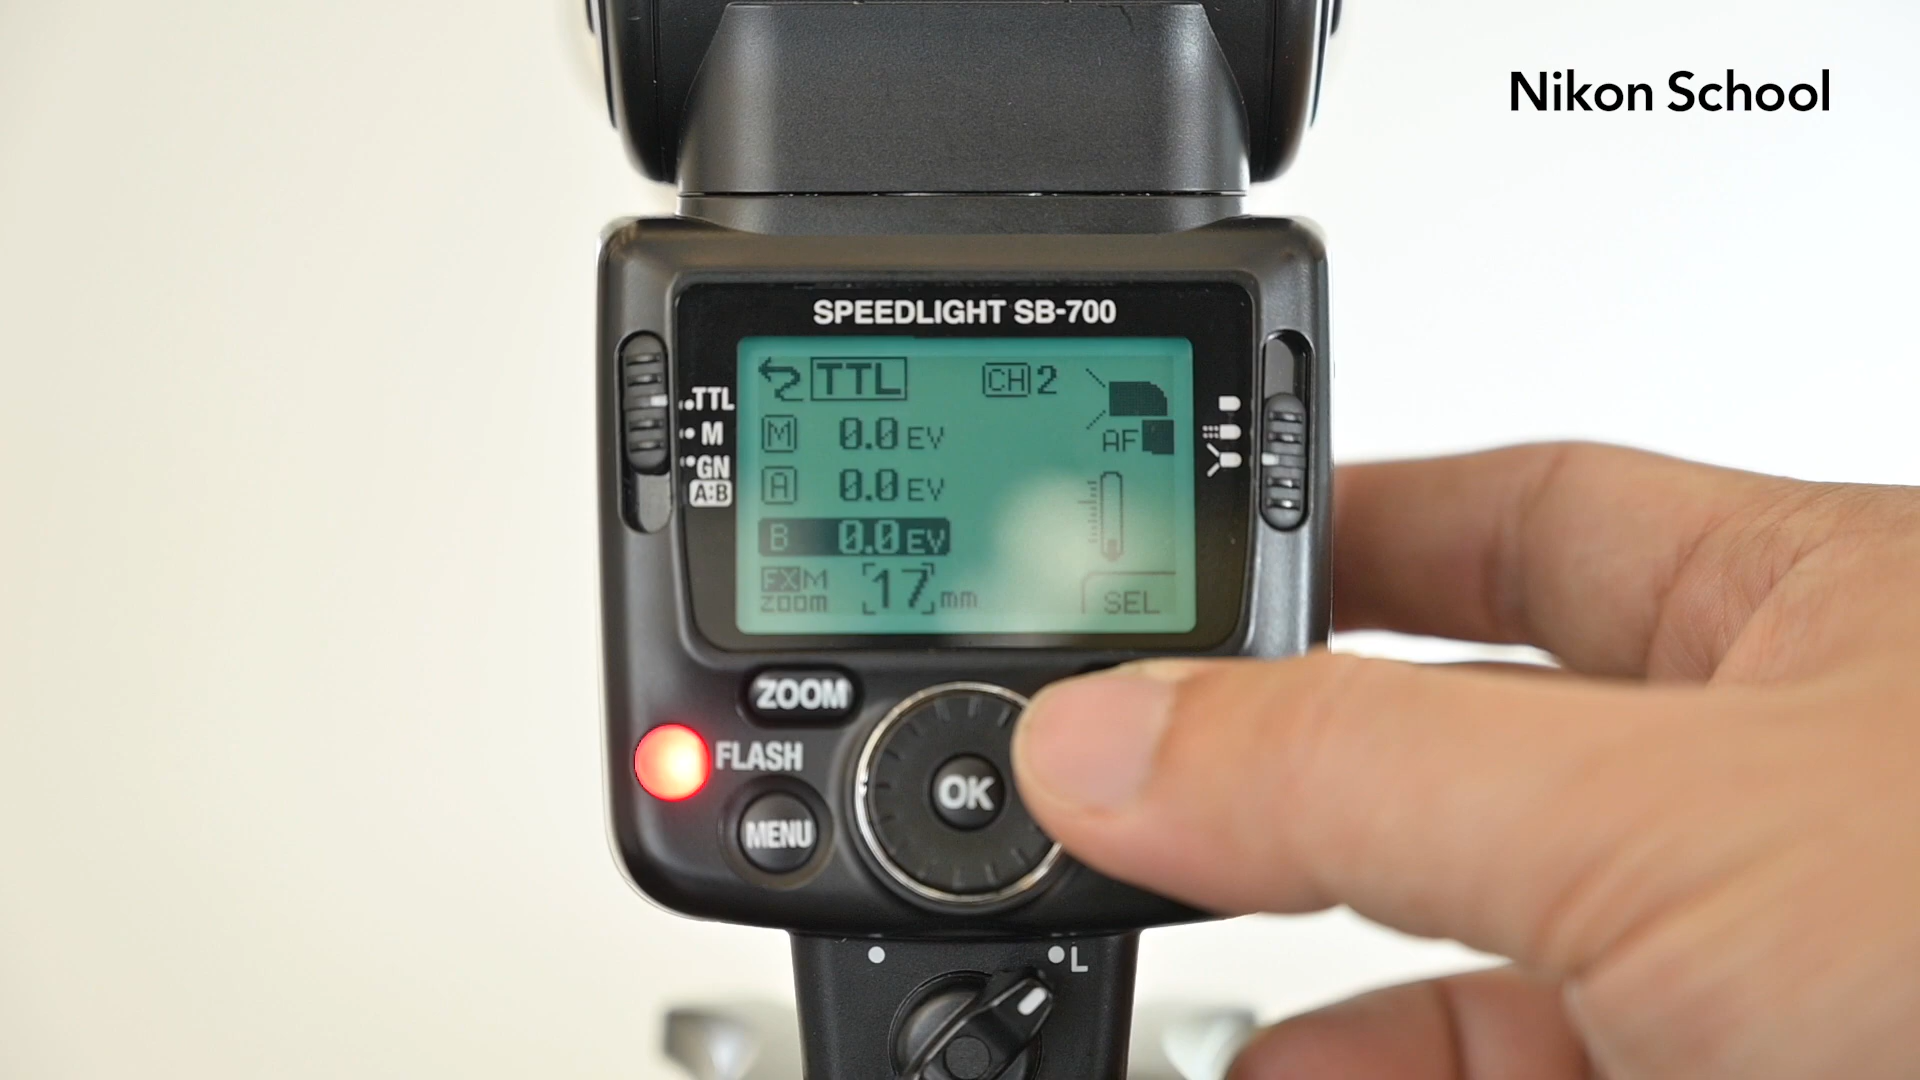 Nikon School
SPEEDLIGHT SB-700
TTL CH 2
M 0.0 EV
AF
A 0.0 EV
B 0.0 EV
FX M
zoom 17 mm
SEL
TTL
M
GN
A:B
ZOOM
FLASH
OK
MENU
L